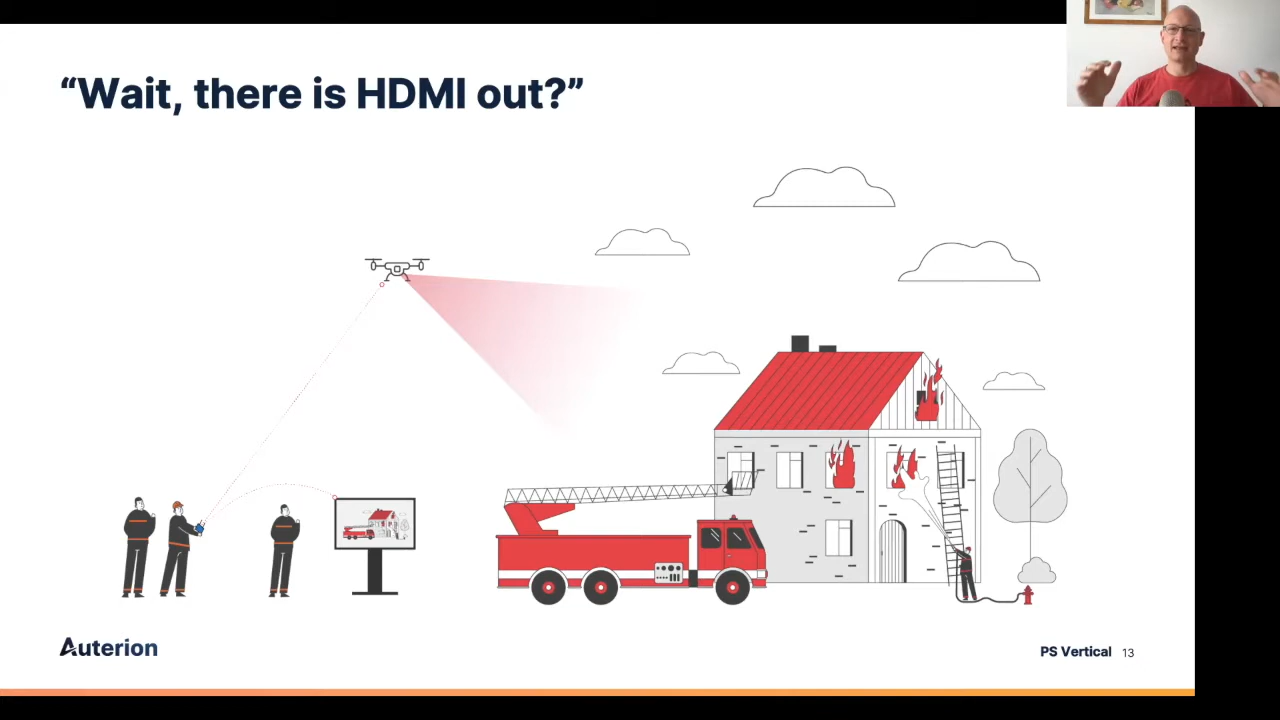 “Wait, there is HDMI out?”
Auterion
PS Vertical 13